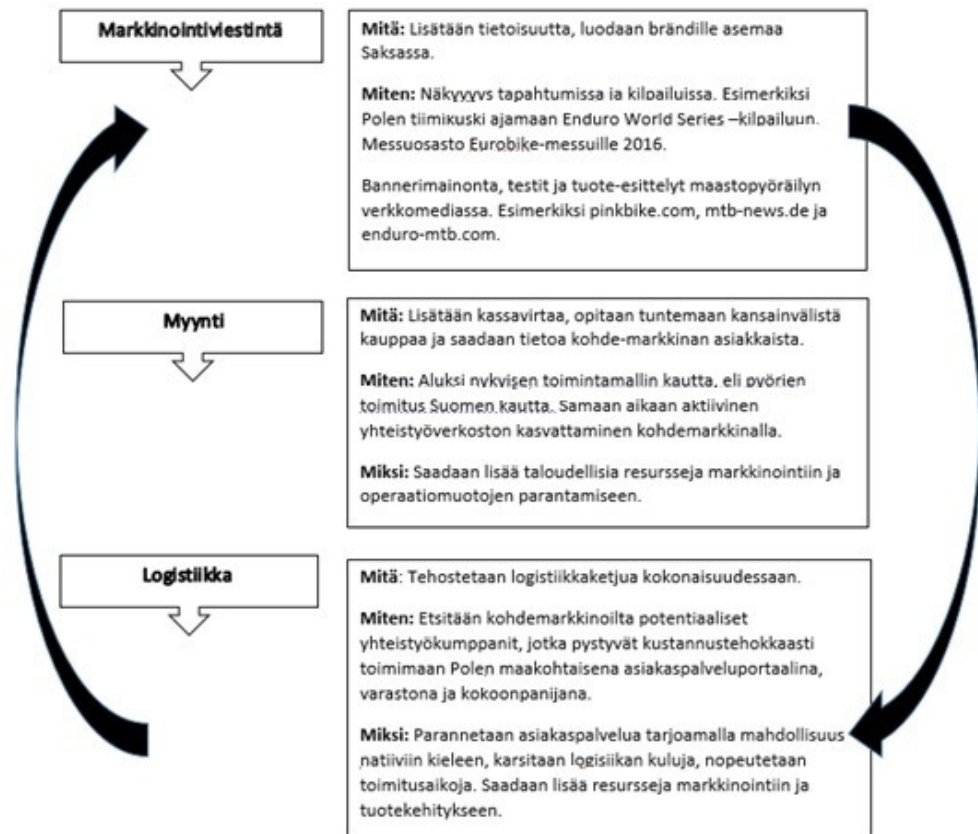 Markkinointiviestintä
Mitä: Lisätään tietoisuutta, luodaan brändille asemaa
Saksassa.
Miten: Näkyvyys tapahtumissa ja kilpailuissa. Esimerkiksi
Polen tiimikuski ajamaan Enduro World Series –kilpailuun.
Messuosasto Eurobike-messuille 2016.
Bannerimainonta, testit ja tuote-esittelyt maastopyöräilyn
verkkomediassa. Esimerkiksi pinkbike.com, mtb-news.de ja
enduro-mtb.com.
Myynti
Mitä: Lisätään kassavirtaa, opitaan tuntemaan kansainvälistä
kauppaa ja saadaan tietoa kohde-markkinan asiakkaista.
Miten: Aluksi nykyisen toimintamallin kautta, eli pyörien
toimitus Suomen kautta. Samaan aikaan aktiivinen
yhteistyöverkoston kasvattaminen kohdemarkkinalla.
Miksi: Saadaan lisää taloudellisia resursseja markkinointiin ja
operaatiomuotojen parantamiseen.
Logistiikka
Mitä: Tehostetaan logistiikkaketjua kokonaisuudessaan.
Miten: Etsitään kohdemarkkinoilta potentiaaliset
yhteistyökumppanit, jotka pystyvät kustannustehokkaasti
toimimaan Polen maakohtaisena asiakaspalveluportaalina,
varastona ja kokoonpanijana.
Miksi: Parannetaan asiakaspalvelua tarjoamalla mahdollisuus
natiiviin kieleen, karsitaan logisiikan kuluja, nopeutetaan
toimitusaikoja. Saadaan lisää resursseja markkinointiin ja
tuotekehitykseen.